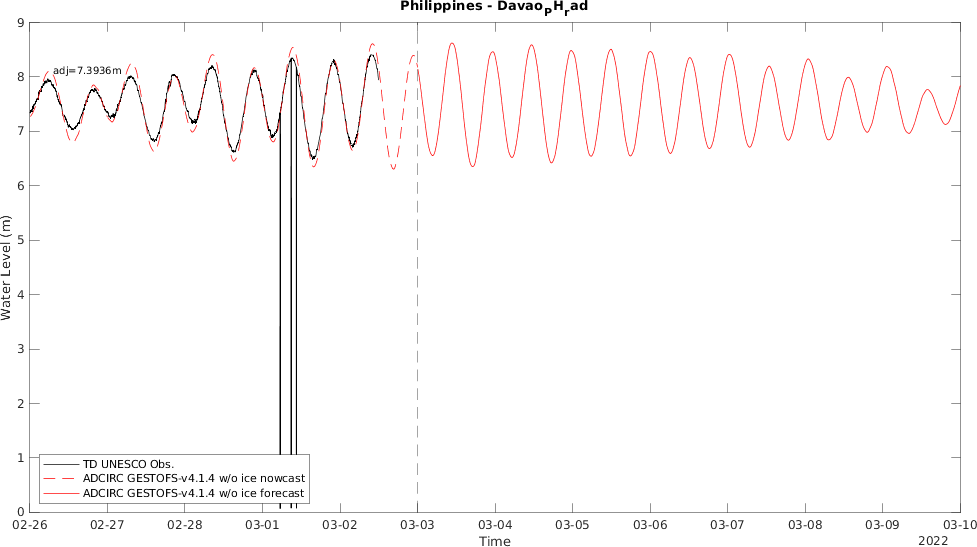 Philippines - Davao_PH_rad
9
8
7
6
5
4
3
2
1
0
adj=7.3936m
Water Level (m)
TD UNESCO Obs.
ADCIRC GESTOFS-v4.1.4 w/o ice nowcast
ADCIRC GESTOFS-v4.1.4 w/o ice forecast
02-26 02-27 02-28 03-01 03-02 03-03 03-04 03-05 03-06 03-07 03-08 03-09 03-10
Time
2022